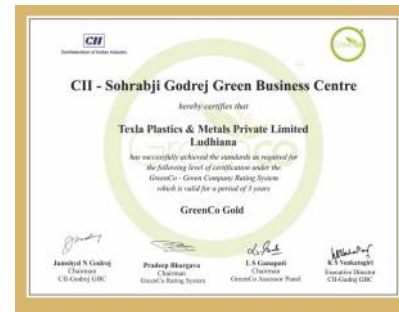 CII
Confederation of Indian Industry
GreenCo
CII - Sohrabji Godrej Green Business Centre
hereby certifies that
Texla Plastics & Metals Private Limited
Ludhiana
has successfully achieved the standards as required for
the following level of certification under the
GreenCo - Green Company Rating System
which is valid for a period of 3 years
GreenCo Gold
Jamshyd N Godrej
Chairman
CII-Godrej GBC
Pradeep Bhargava
Chairman
GreenCo Rating System
L S Ganapati
Chairman
GreenCo Assessor Panel
K S Venkatagiri
Executive Director
CII-Godrej GBC